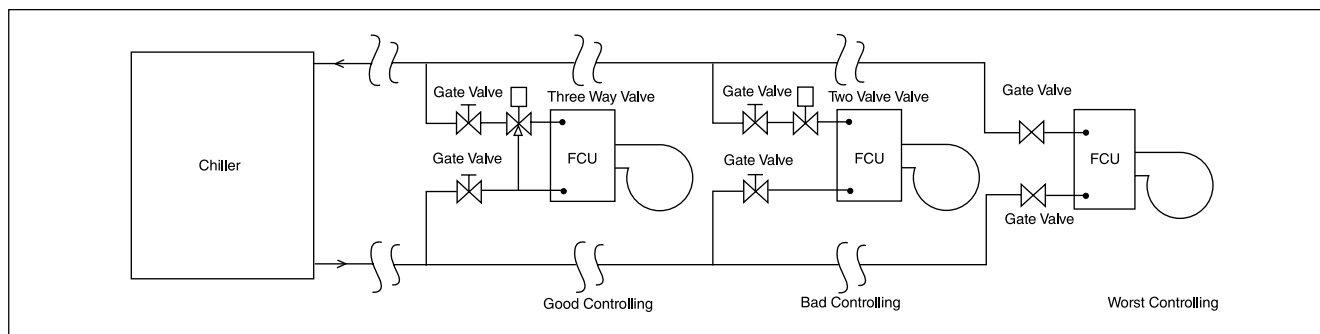 Gate Valve
Gate Valve
Three Way Valve
Gate Valve
Two Valve Valve
Chiller
FCU
FCU
FCU
Gate Valve
Gate Valve
Gate Valve
Good Controlling
Bad Controlling
Worst Controlling